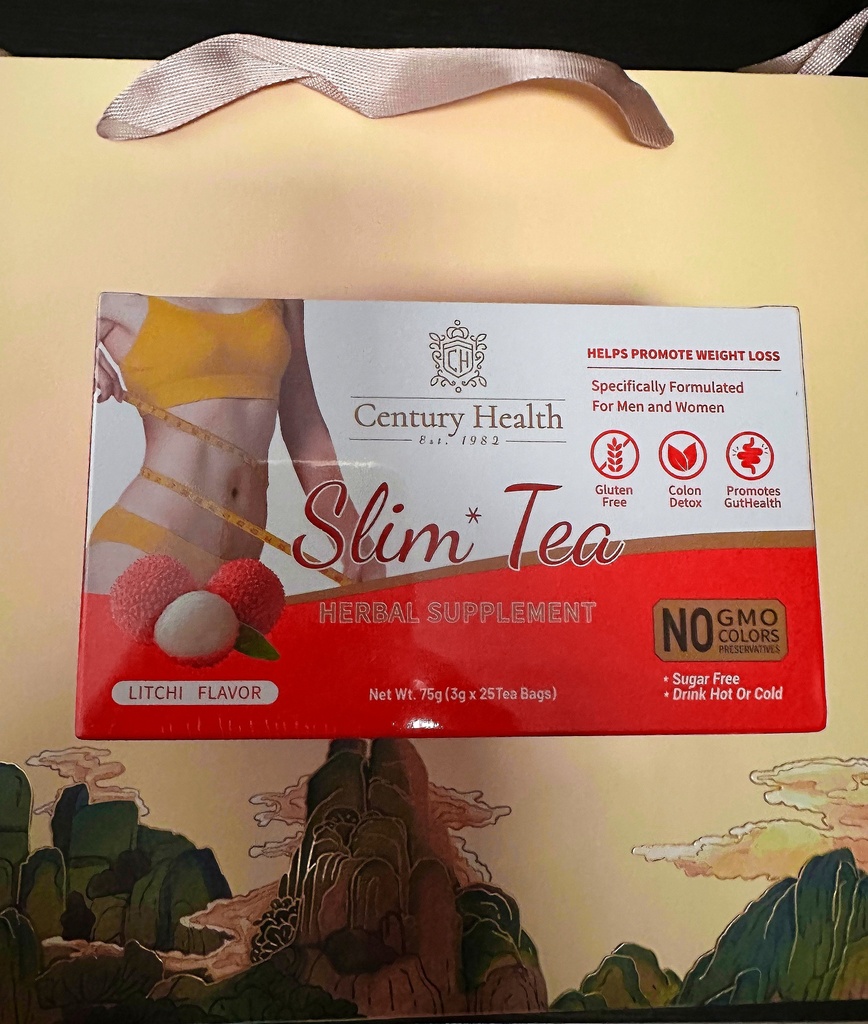 CH
Century Health
Est. 1982
Slim* Tea
HERBAL SUPPLEMENT
HELPS PROMOTE WEIGHT LOSS
Specifically Formulated
For Men and Women
Gluten
Free
Colon
Detox
Promotes
GutHealth
NO GMO
COLORS
PRESERVATIVES
* Sugar Free
* Drink Hot Or Cold
LITCHI FLAVOR
Net Wt. 75g (3g x 25Tea Bags)